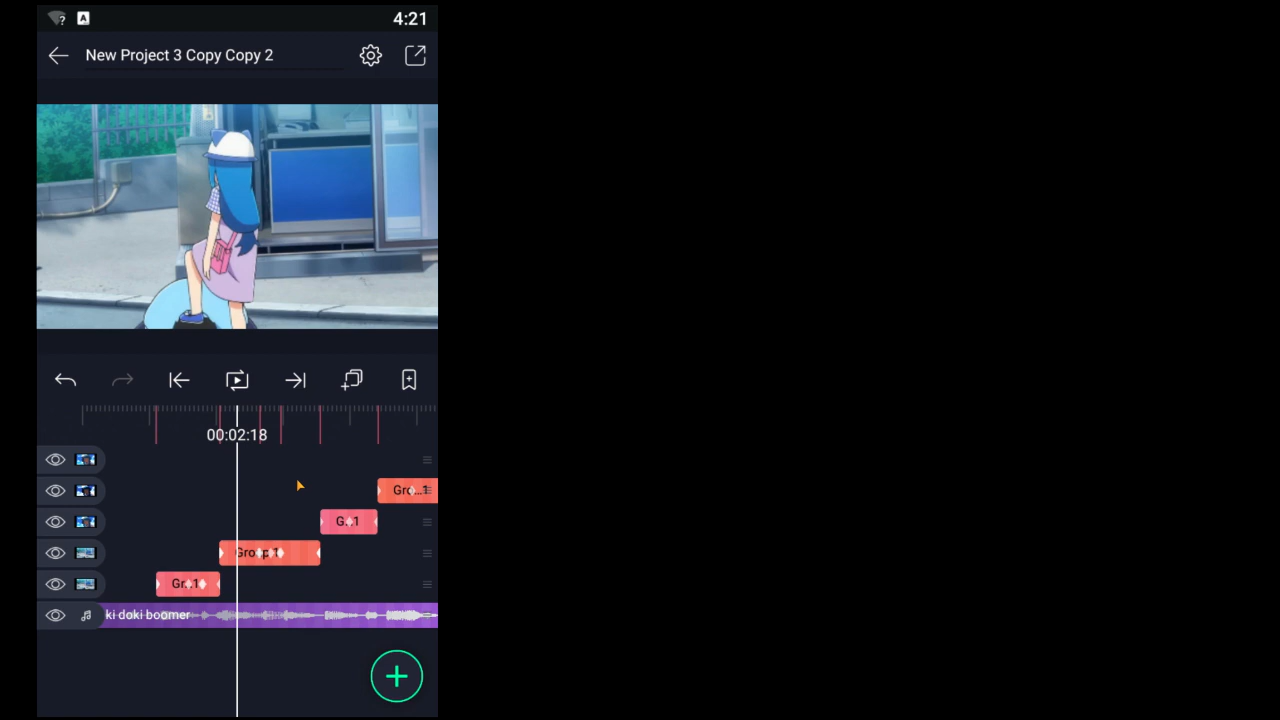 4:21
New Project 3 Copy Copy 2
00:02:18
Gro...1
G..1
Group 1
Gr..1
ki doki boomer